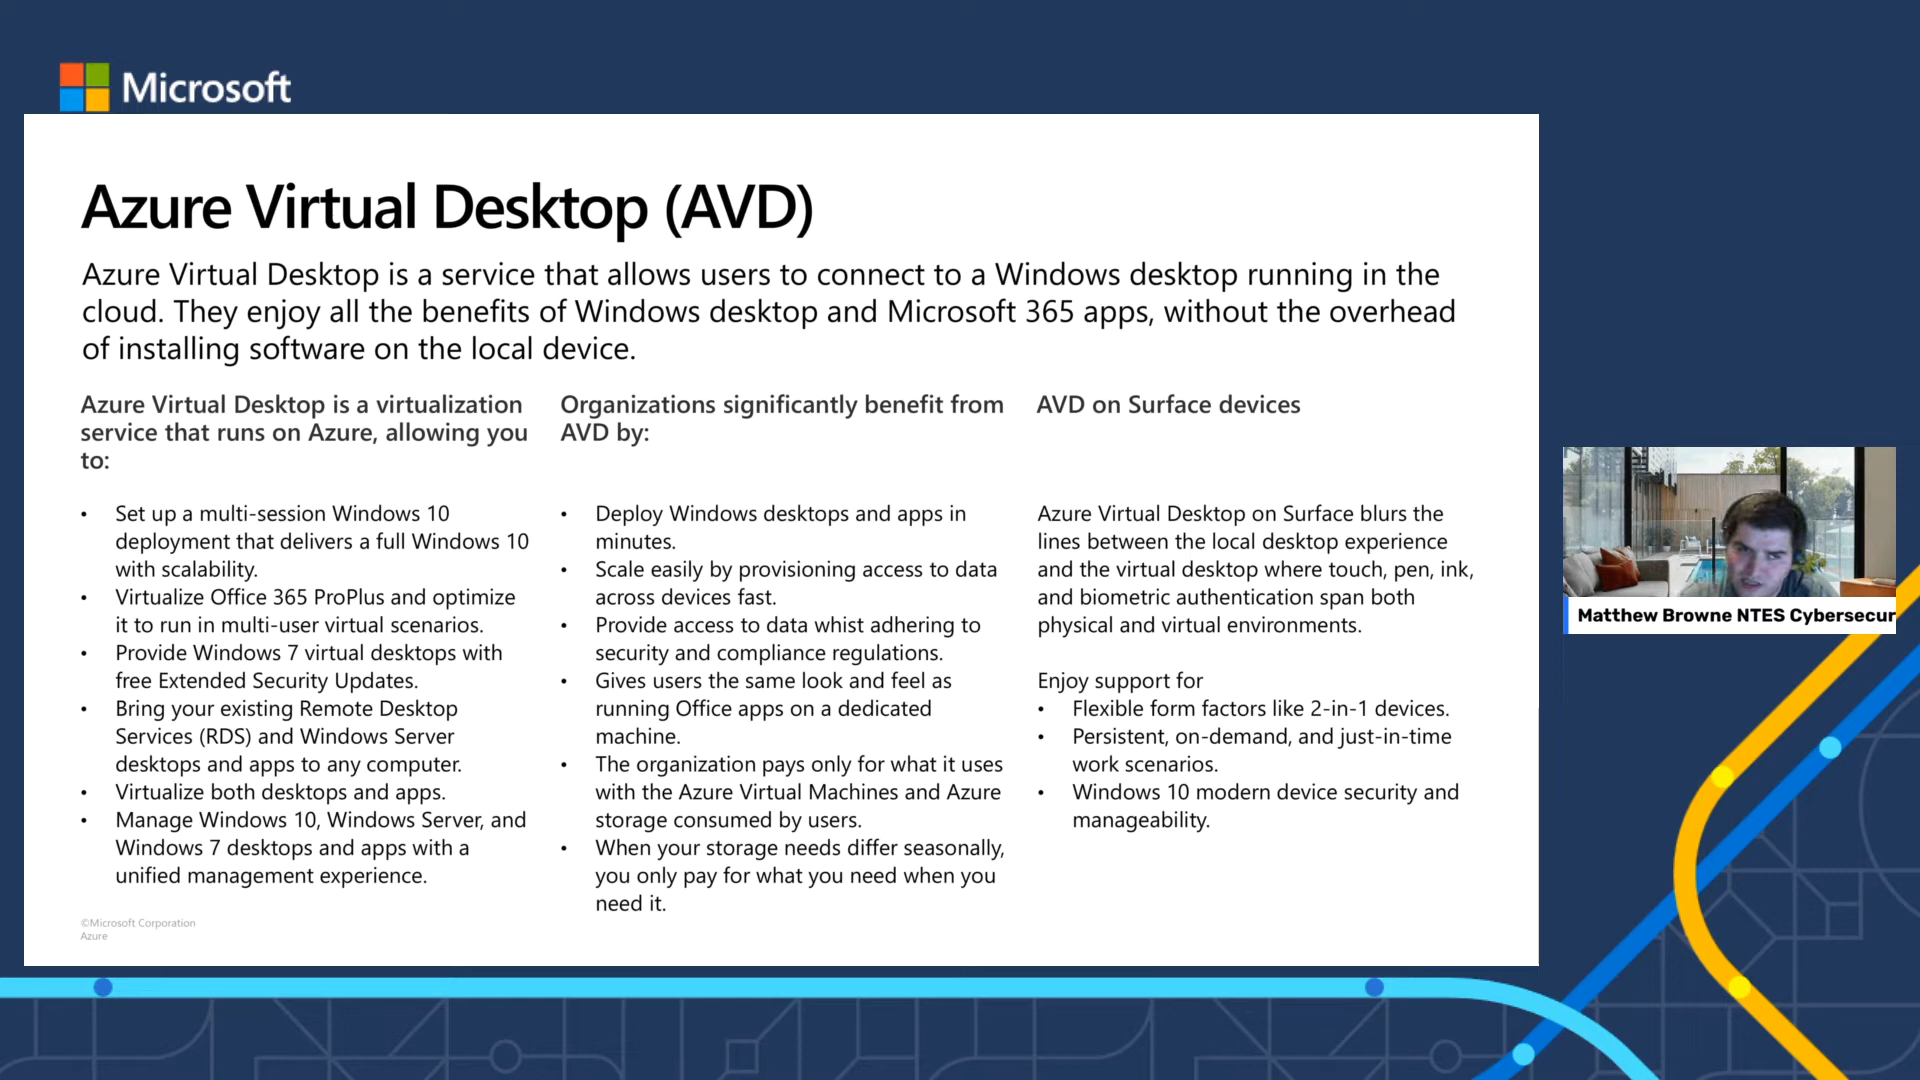 Microsoft
Azure Virtual Desktop (AVD)
Azure Virtual Desktop is a service that allows users to connect to a Windows desktop running in the
cloud. They enjoy all the benefits of Windows desktop and Microsoft 365 apps, without the overhead
of installing software on the local device.
Azure Virtual Desktop is a virtualization
service that runs on Azure, allowing you
to:
• Set up a multi-session Windows 10
deployment that delivers a full Windows 10
with scalability.
• Virtualize Office 365 ProPlus and optimize
it to run in multi-user virtual scenarios.
• Provide Windows 7 virtual desktops with
free Extended Security Updates.
• Bring your existing Remote Desktop
Services (RDS) and Windows Server
desktops and apps to any computer.
• Virtualize both desktops and apps.
• Manage Windows 10, Windows Server, and
Windows 7 desktops and apps with a
unified management experience.
Organizations significantly benefit from
AVD by:
• Deploy Windows desktops and apps in
minutes.
• Scale easily by provisioning access to data
across devices fast.
• Provide access to data whist adhering to
security and compliance regulations.
• Gives users the same look and feel as
running Office apps on a dedicated
machine.
• The organization pays only for what it uses
with the Azure Virtual Machines and Azure
storage consumed by users.
• When your storage needs differ seasonally,
you only pay for what you need when you
need it.
AVD on Surface devices
Azure Virtual Desktop on Surface blurs the
lines between the local desktop experience
and the virtual desktop where touch, pen, ink,
and biometric authentication span both
physical and virtual environments.
Enjoy support for
• Flexible form factors like 2-in-1 devices.
• Persistent, on-demand, and just-in-time
work scenarios.
• Windows 10 modern device security and
manageability.
©Microsoft Corporation
Azure
Matthew Browne NTES Cybersecur